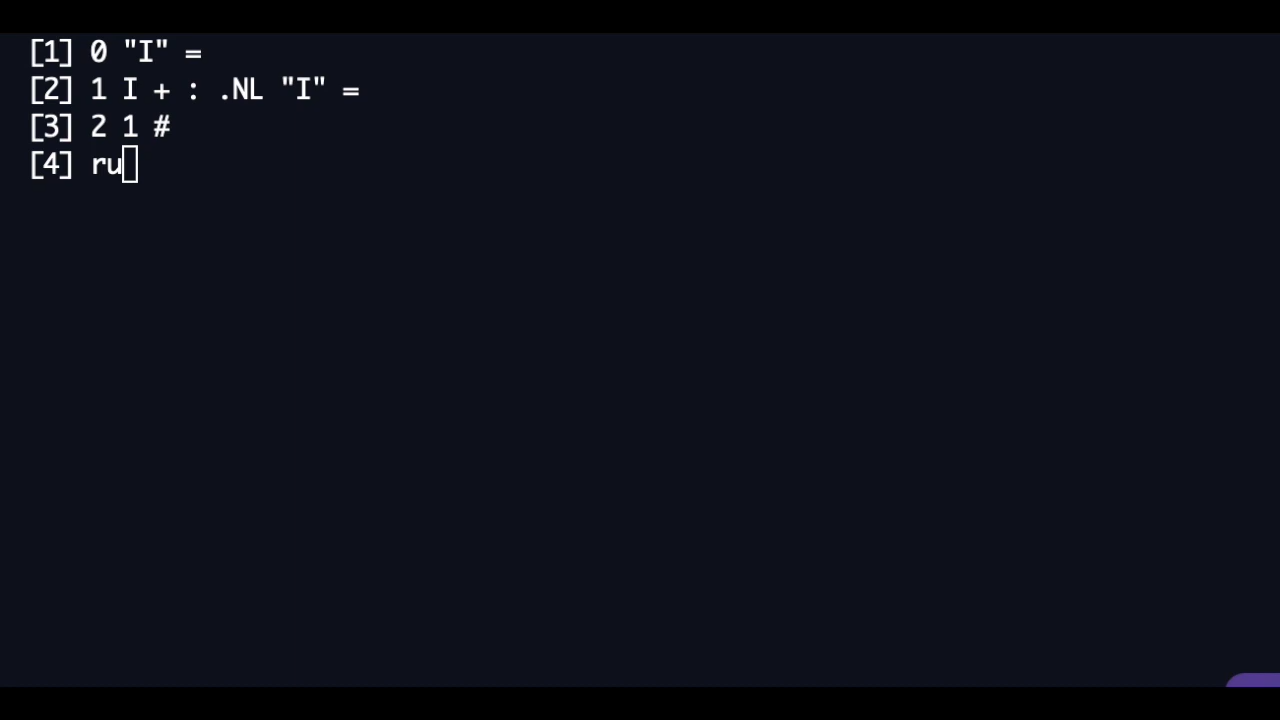 [1] 0 "I" =
[2] 1 I + : .NL "I" =
[3] 2 1 #
[4] ru